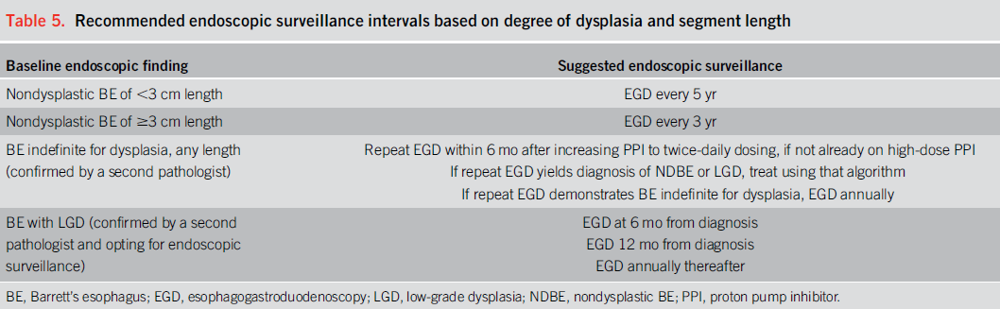 Table 5. Recommended endoscopic surveillance intervals based on degree of dysplasia and segment length
Baseline endoscopic finding Suggested endoscopic surveillance
Nondysplastic BE of <3 cm length EGD every 5 yr
Nondysplastic BE of ≥3 cm length EGD every 3 yr
BE indefinite for dysplasia, any length Repeat EGD within 6 mo after increasing PPI to twice-daily dosing, if not already on high-dose PPI
(confirmed by a second pathologist) If repeat EGD yields diagnosis of NDBE or LGD, treat using that algorithm
If repeat EGD demonstrates BE indefinite for dysplasia, EGD annually
BE with LGD (confirmed by a second EGD at 6 mo from diagnosis
pathologist and opting for endoscopic EGD 12 mo from diagnosis
surveillance) EGD annually thereafter
BE, Barrett's esophagus; EGD, esophagogastroduodenoscopy; LGD, low-grade dysplasia; NDBE, nondysplastic BE; PPI, proton pump inhibitor.